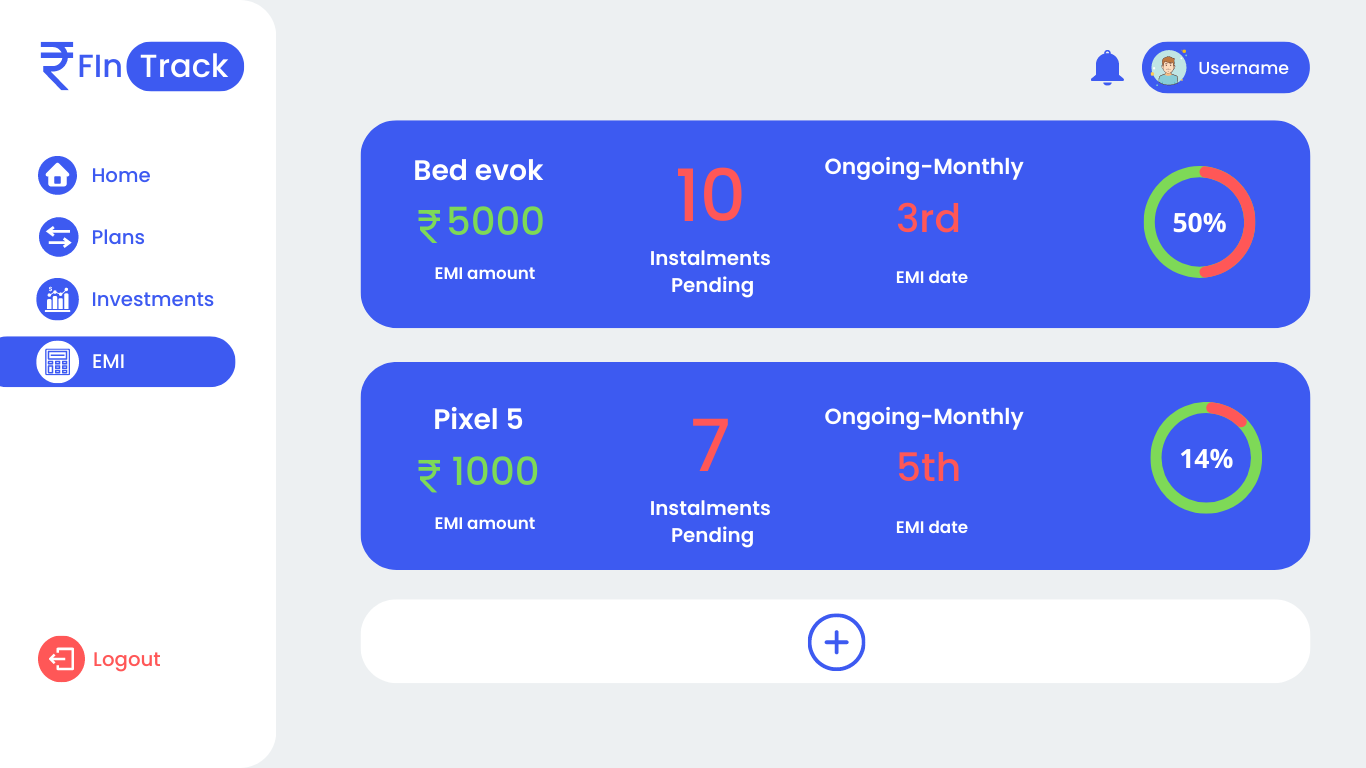 ₹FIn Track
Username
Home
Plans
Investments
EMI
Logout
Bed evok
₹5000
EMI amount
10
Instalments
Pending
Ongoing-Monthly
3rd
EMI date
50%
Pixel 5
₹ 1000
EMI amount
7
Instalments
Pending
Ongoing-Monthly
5th
EMI date
14%